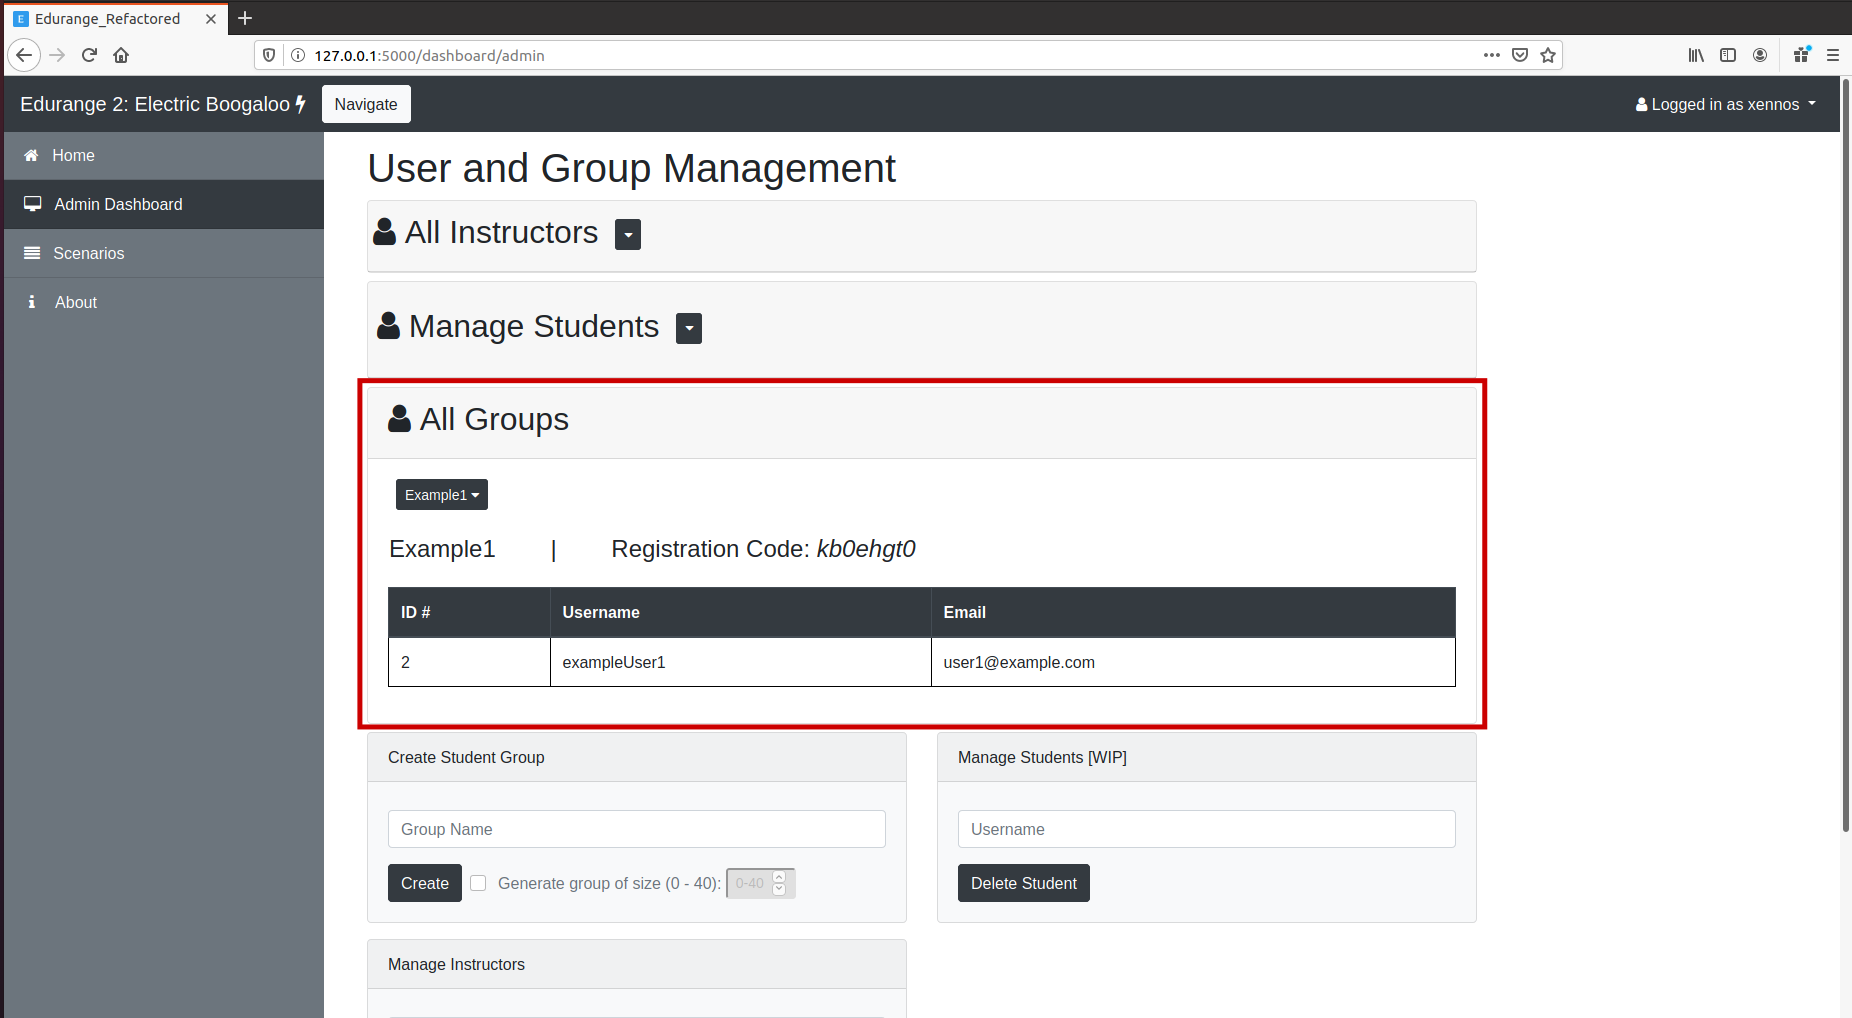 Edurange_Refactored
127.0.0.1:5000/dashboard/admin
Edurange 2: Electric Boogaloo Navigate Logged in as xennos
Home
Admin Dashboard
Scenarios
About
User and Group Management
All Instructors
Manage Students
All Groups
Example1
Example1 | Registration Code: kb0ehgt0
ID # Username Email
2 exampleUser1 user1@example.com
Create Student Group
Group Name
Create Generate group of size (0 - 40): 0-40
Manage Students [WIP]
Username
Delete Student
Manage Instructors